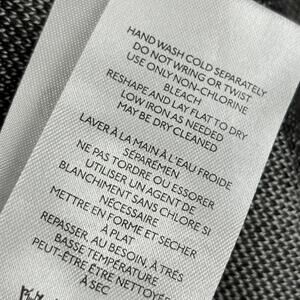 HAND WASH COLD SEPARATELY
DO NOT WRING OR TWIST
USE ONLY NON-CHLORINE
BLEACH
RESHAPE AND LAY FLAT TO DRY
LOW IRON AS NEEDED
MAY BE DRY CLEANED
LAVER À LA MAIN À L'EAU FROIDE
SÉPARÉMEN
NE PAS TORDRE OU ESSORER
UTILISER UN AGENT DE
BLANCHIMENT SANS CHLORE SI
NÉCESSAIRE
METTRE EN FORME ET SECHER
À PLAT
REPASSER, AU BESOIN, À TRÈS
BASSE TEMPÉRATURE
PEUT-ÊTRE ÊTRE NETTOYÉ
À SEC